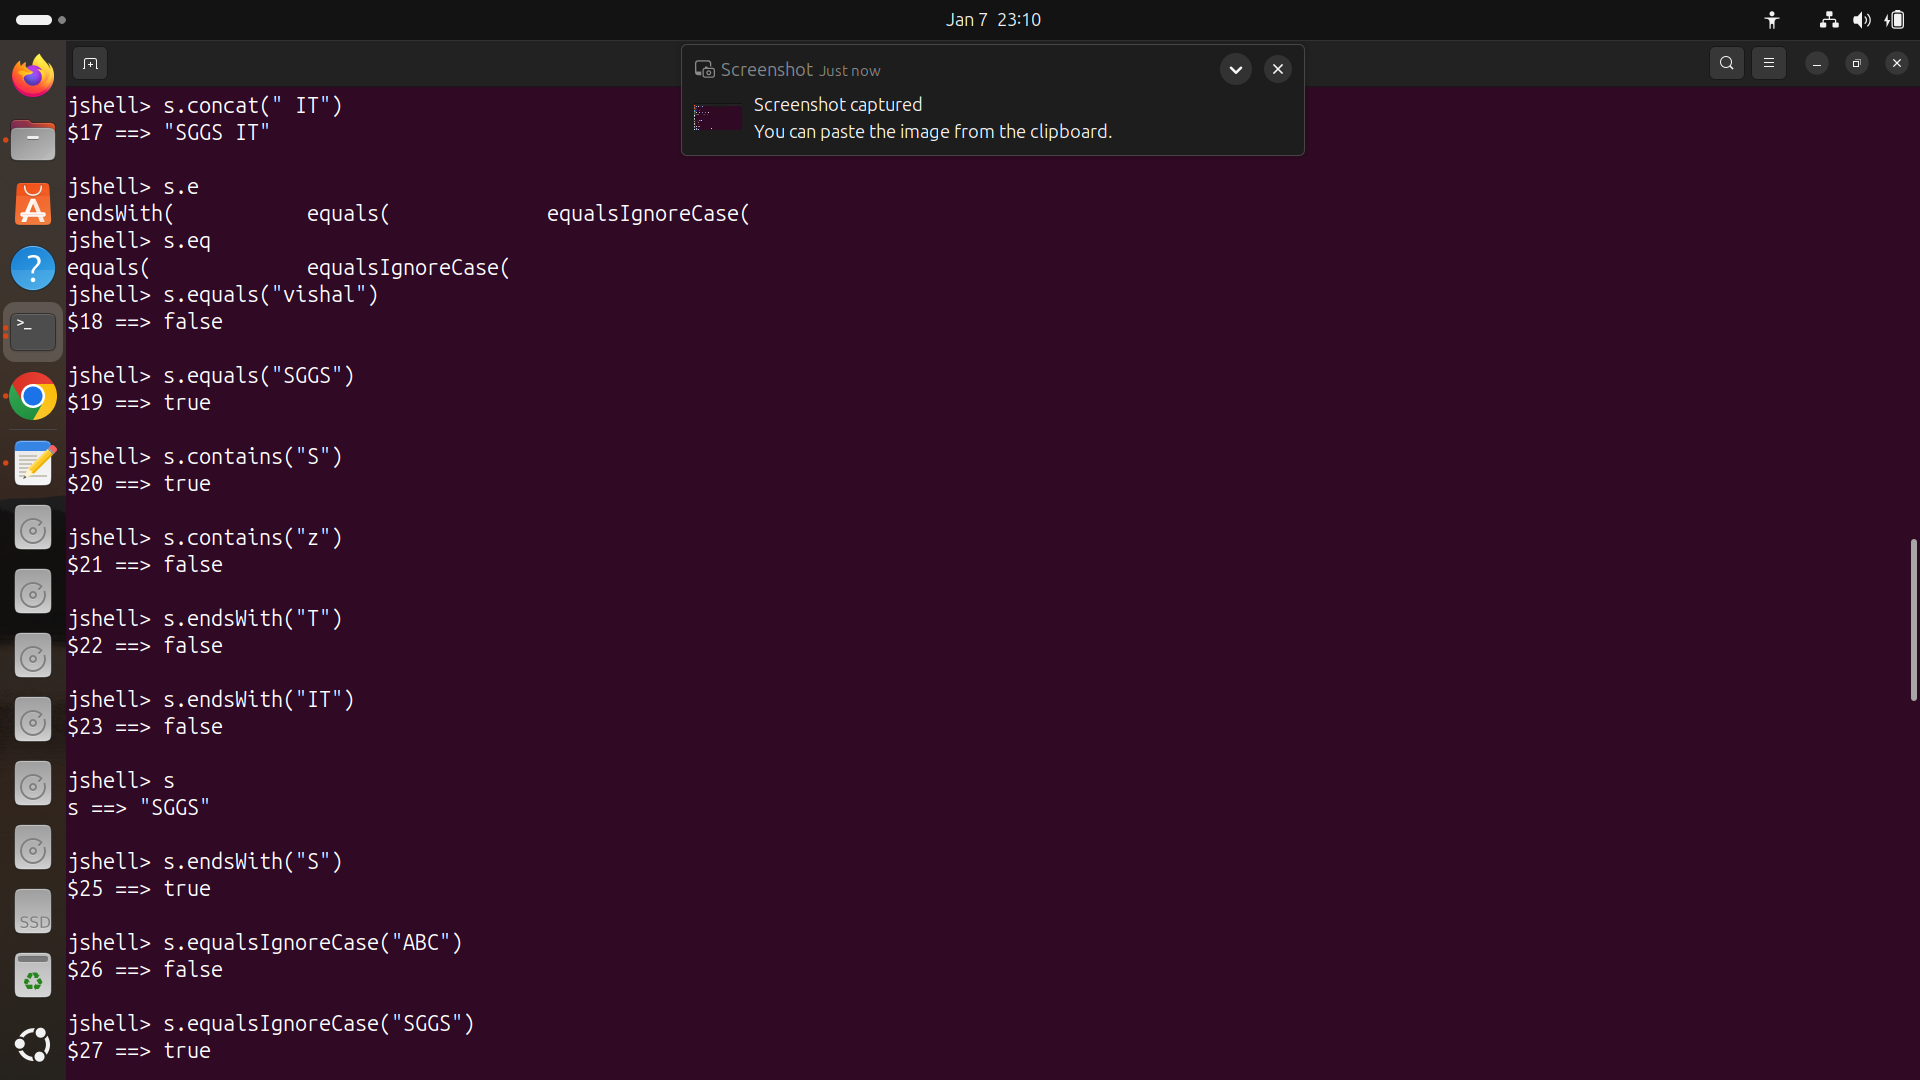 Jan 7 23:10
Screenshot Just now
Screenshot captured
You can paste the image from the clipboard.
jshell> s.concat(" IT")
$17 ==> "SGGS IT"
jshell> s.e
endsWith( equals( equalsIgnoreCase(
jshell> s.eq
equals( equalsIgnoreCase(
jshell> s.equals("vishal")
$18 ==> false
jshell> s.equals("SGGS")
$19 ==> true
jshell> s.contains("S")
$20 ==> true
jshell> s.contains("z")
$21 ==> false
jshell> s.endsWith("T")
$22 ==> false
jshell> s.endsWith("IT")
$23 ==> false
jshell> s
s ==> "SGGS"
jshell> s.endsWith("S")
$25 ==> true
jshell> s.equalsIgnoreCase("ABC")
$26 ==> false
jshell> s.equalsIgnoreCase("SGGS")
$27 ==> true
SSD